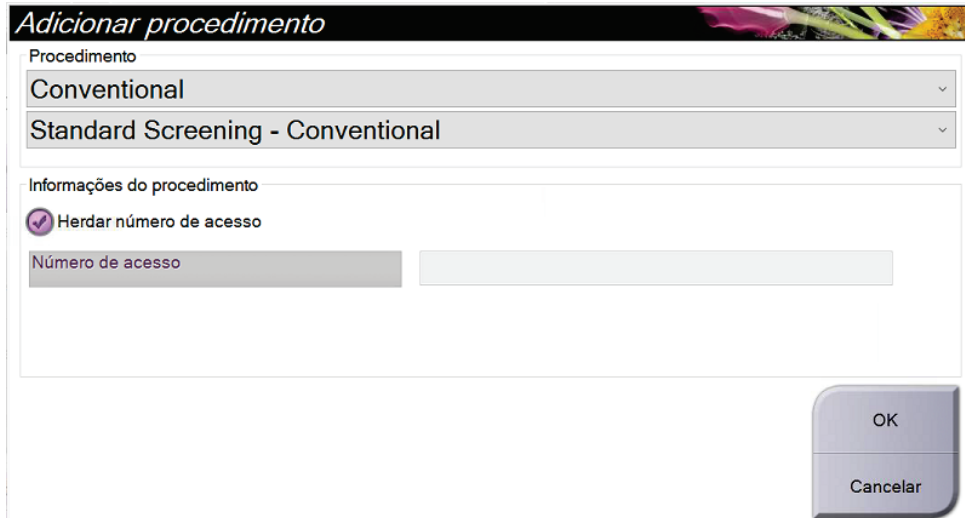 Adicionar procedimento
Procedimento
Conventional
Standard Screening - Conventional
Informações do procedimento
Herdar número de acesso
Número de acesso
OK
Cancelar